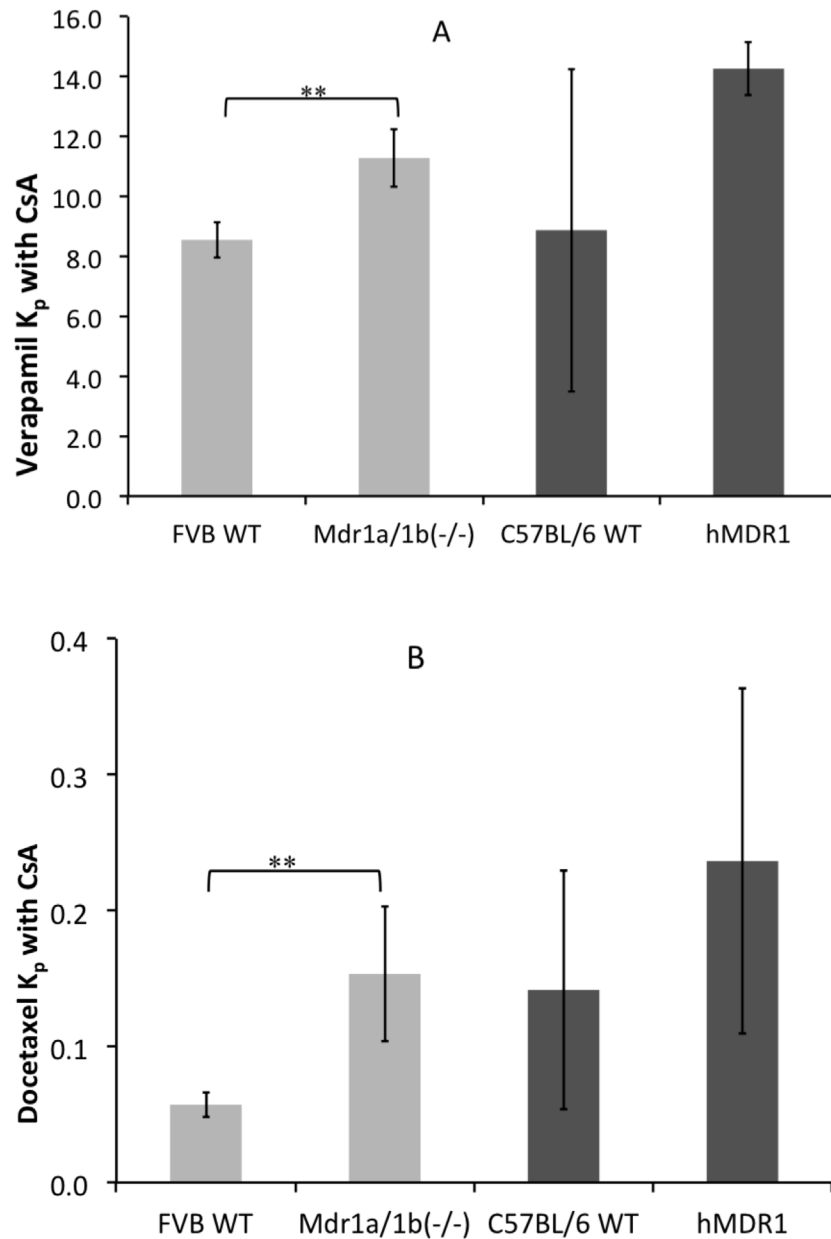 A
Verapamil Kp with CsA
16.0
14.0
12.0
10.0
8.0
6.0
4.0
2.0
0.0
**
FVB WT Mdr1a/1b(-/-) C57BL/6 WT hMDR1
B
Docetaxel Kp with CsA
0.4
0.3
0.2
0.1
0.0
**
FVB WT Mdr1a/1b(-/-) C57BL/6 WT hMDR1